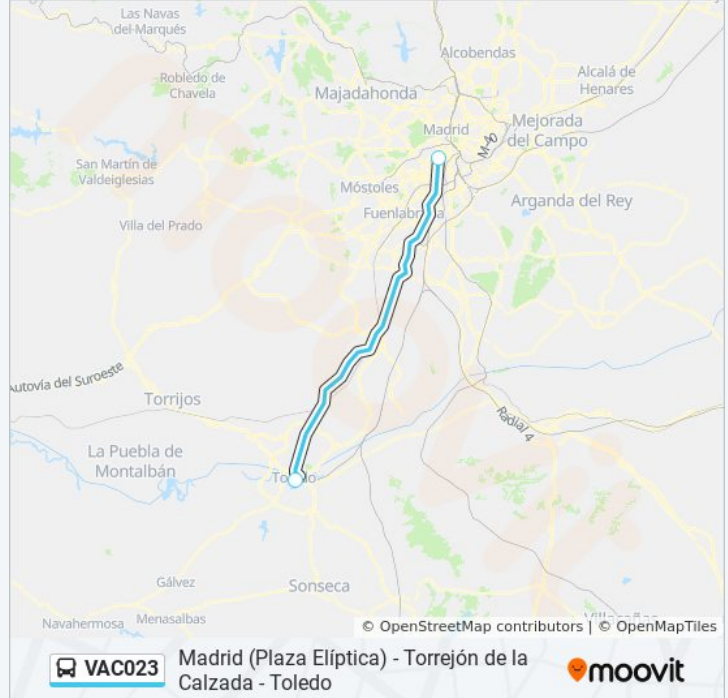 Las Navas
del Marqués
Alcobendas
Robledo de
Chavela
Majadahonda
Alcalá de
Henares
Madrid
Mejorada
del Campo
M-40
San Martín de
Valdeiglesias
Móstoles
Arganda del Rey
Fuenlabrada
Villa del Prado
Autovía del Suroeste
Torrijos
Radial 4
La Puebla de
Montalbán
Toledo
Gálvez
Sonseca
Navahermosa
Menasalbas
Villacañas
© OpenStreetMap contributors | © OpenMapTiles
VAC023
Madrid (Plaza Elíptica) - Torrejón de la
Calzada - Toledo
moovit